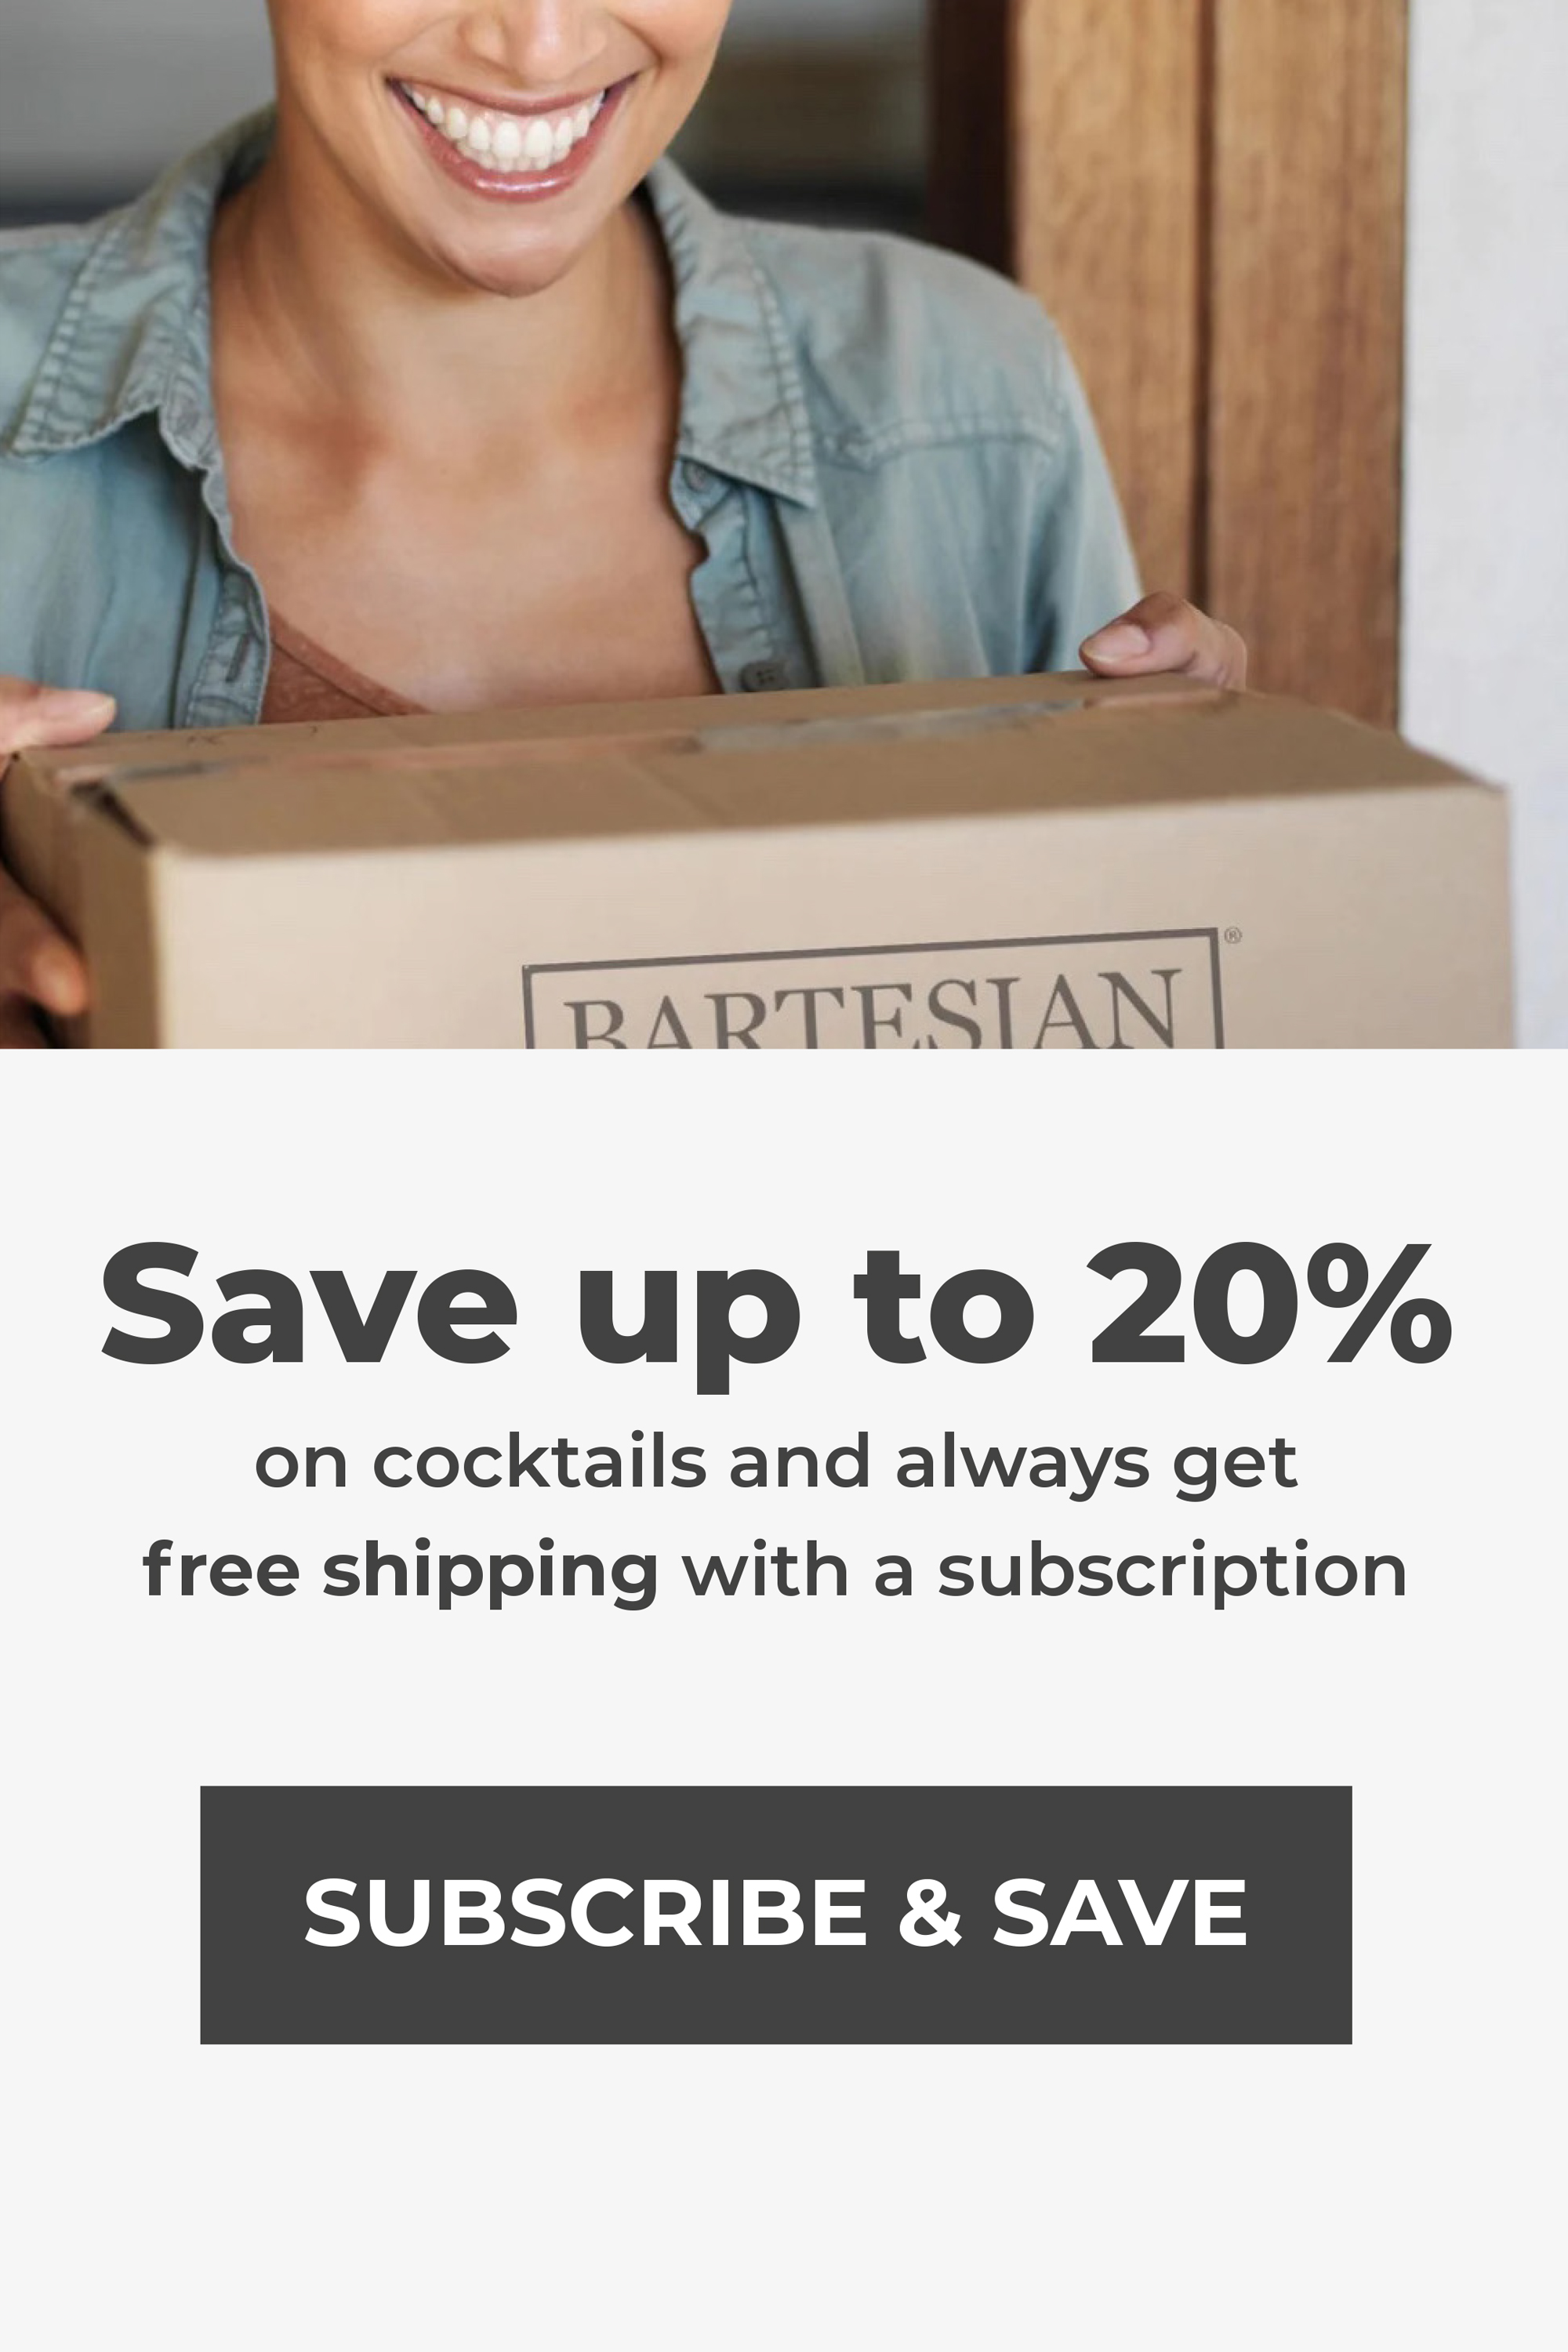 BARTESIAN®
Save up to 20%
on cocktails and always get
free shipping with a subscription
SUBSCRIBE & SAVE